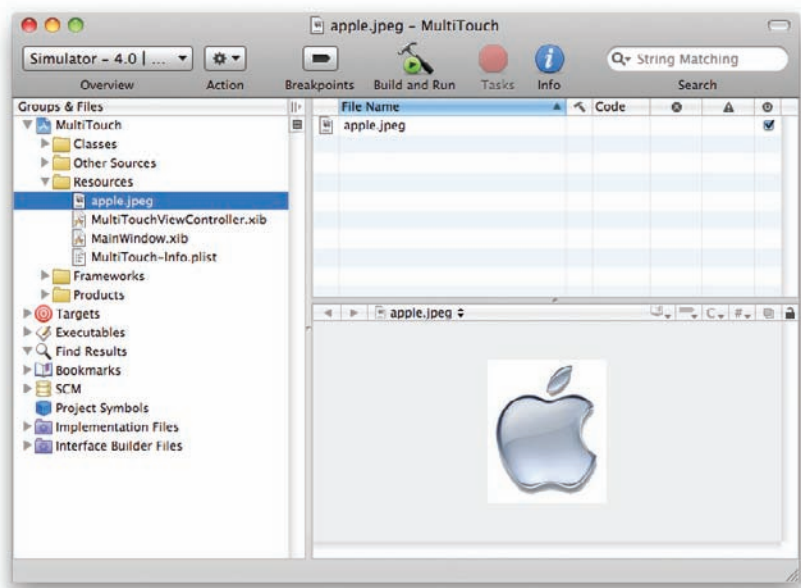 apple.jpeg – MultiTouch
Simulator - 4.0 | ...
Overview
Action
Breakpoints
Build and Run
Tasks
Info
String Matching
Search
Groups & Files
MultiTouch
Classes
Other Sources
Resources
apple.jpeg
MultiTouchViewController.xib
MainWindow.xib
MultiTouch-Info.plist
Frameworks
Products
Targets
Executables
Find Results
Bookmarks
SCM
Project Symbols
Implementation Files
Interface Builder Files
File Name
Code
apple.jpeg
apple.jpeg
C
#